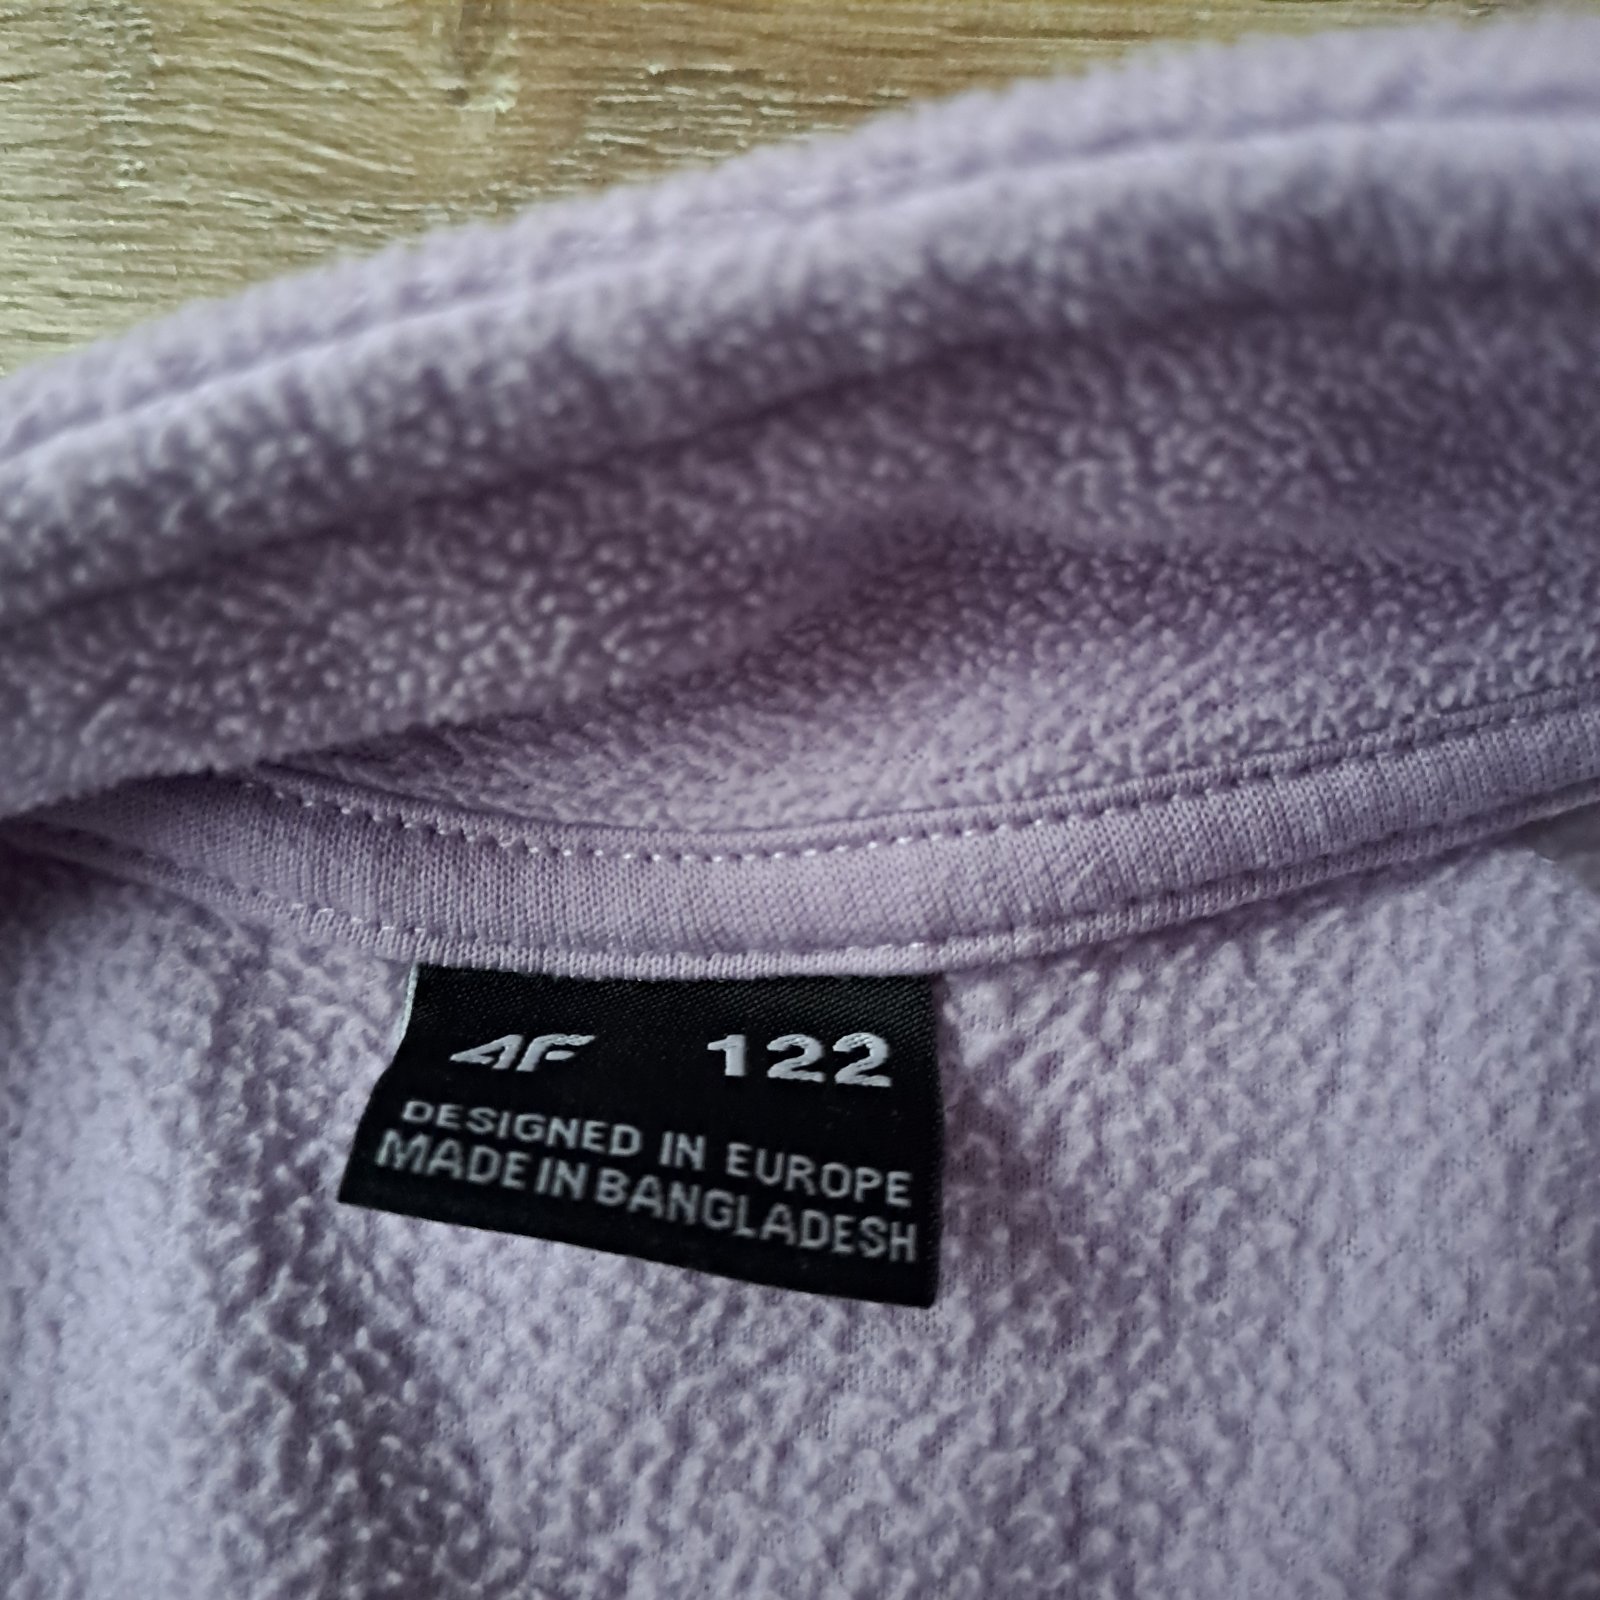 4F 122
DESIGNED IN EUROPE
MADE IN BANGLADESH